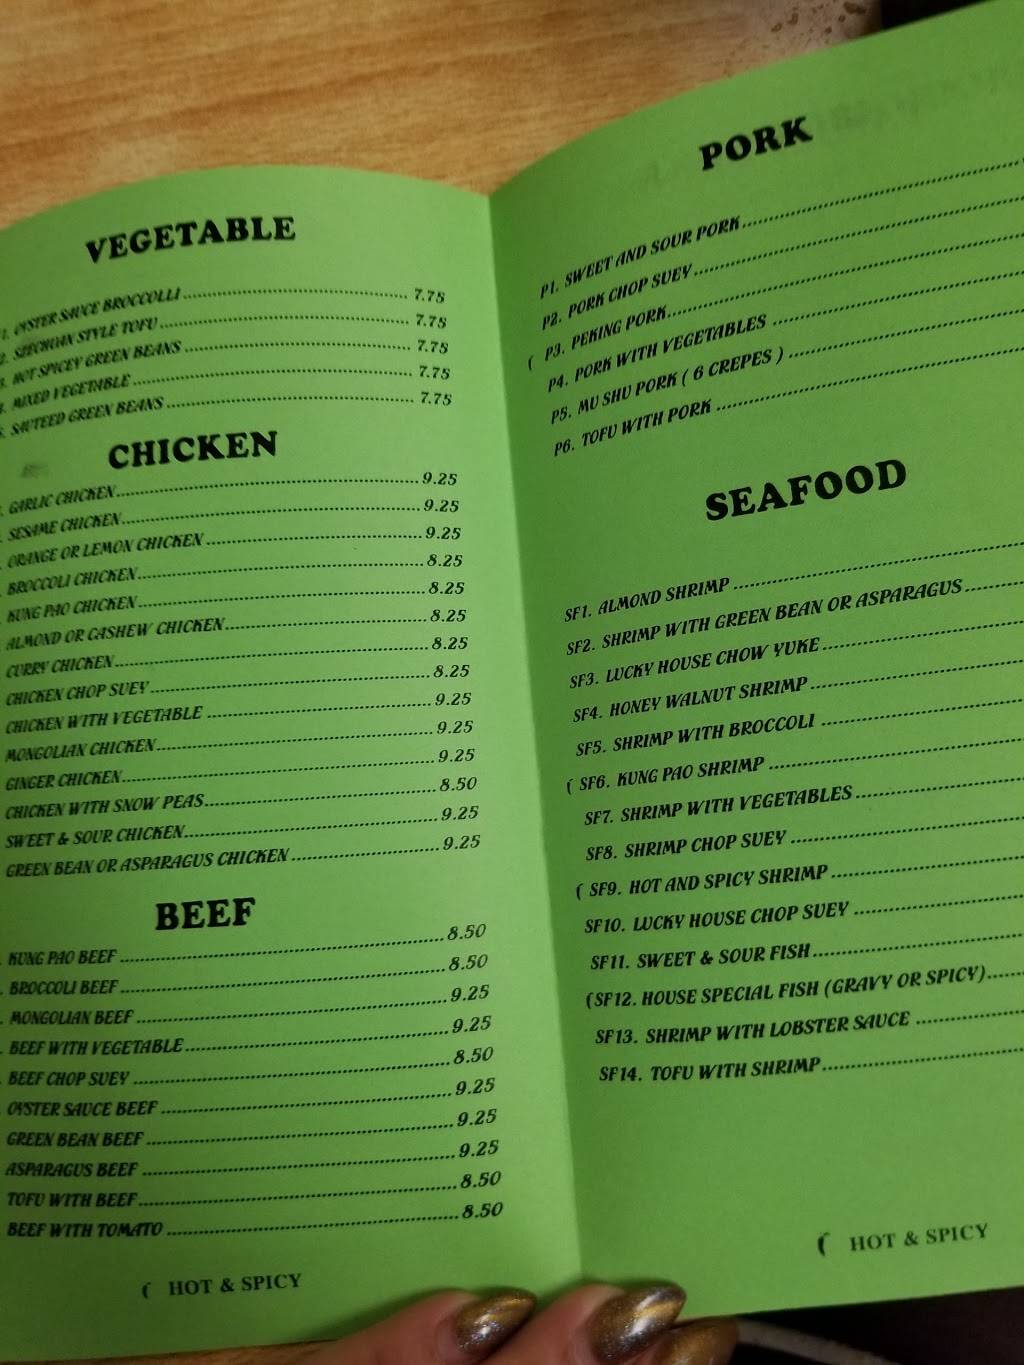 VEGETABLE
1. OYSTER SAUCE BROCCOLLI ........ 7.75
2. SZECHUAN STYLE TOFU ........ 7.75
3. HOT SPICEY GREEN BEANS ........ 7.75
4. MIXED VEGETABLE ........ 7.75
5. SAUTEED GREEN BEANS ........ 7.75
CHICKEN
GARLIC CHICKEN ........ 9.25
SESAME CHICKEN ........ 9.25
ORANGE OR LEMON CHICKEN ........ 9.25
BROCCOLI CHICKEN ........ 8.25
KUNG PAO CHICKEN ........ 8.25
ALMOND OR CASHEW CHICKEN ........ 8.25
CURRY CHICKEN ........ 8.25
CHICKEN CHOP SUEY ........ 8.25
CHICKEN WITH VEGETABLE ........ 9.25
MONGOLIAN CHICKEN ........ 9.25
GINGER CHICKEN ........ 9.25
CHICKEN WITH SNOW PEAS ........ 8.50
SWEET & SOUR CHICKEN ........ 9.25
GREEN BEAN OR ASPARAGUS CHICKEN ........ 9.25
BEEF
KUNG PAO BEEF ........ 8.50
BROCCOLI BEEF ........ 8.50
MONGOLIAN BEEF ........ 9.25
BEEF WITH VEGETABLE ........ 9.25
BEEF CHOP SUEY ........ 8.50
OYSTER SAUCE BEEF ........ 9.25
GREEN BEAN BEEF ........ 9.25
ASPARAGUS BEEF ........ 9.25
TOFU WITH BEEF ........ 8.50
BEEF WITH TOMATO ........ 8.50
HOT & SPICY
PORK
P1. SWEET AND SOUR PORK ........
P2. PORK CHOP SUEY ........
P3. PEKING PORK ........
P4. PORK WITH VEGETABLES ........
P5. MU SHU PORK ( 6 CREPES ) ........
P6. TOFU WITH PORK ........
SEAFOOD
SF1. ALMOND SHRIMP ........
SF2. SHRIMP WITH GREEN BEAN OR ASPARAGUS ........
SF3. LUCKY HOUSE CHOW YUKE ........
SF4. HONEY WALNUT SHRIMP ........
SF5. SHRIMP WITH BROCCOLI ........
SF6. KUNG PAO SHRIMP ........
SF7. SHRIMP WITH VEGETABLES ........
SF8. SHRIMP CHOP SUEY ........
SF9. HOT AND SPICY SHRIMP ........
SF10. LUCKY HOUSE CHOP SUEY ........
SF11. SWEET & SOUR FISH ........
SF12. HOUSE SPECIAL FISH (GRAVY OR SPICY) ........
SF13. SHRIMP WITH LOBSTER SAUCE ........
SF14. TOFU WITH SHRIMP ........
HOT & SPICY